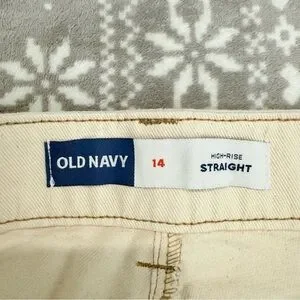 OLD NAVY
14
HIGH-RISE
STRAIGHT